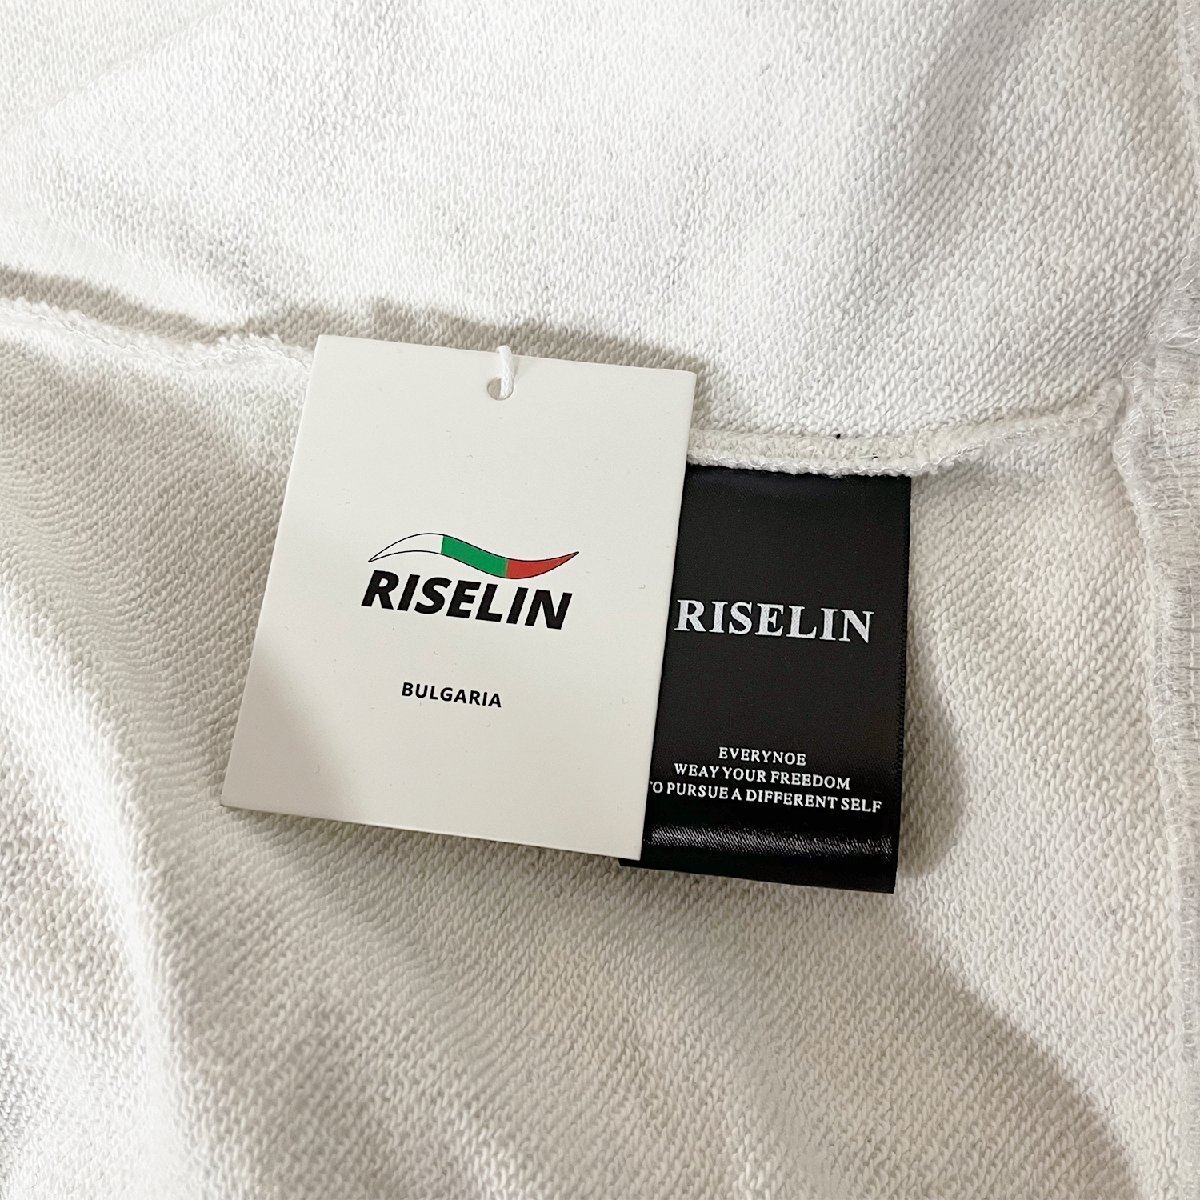 RISELIN
BULGARIA
RISELIN
EVERYNOE
WEAY YOUR FREEDOM
TO PURSUE A DIFFERENT SELF